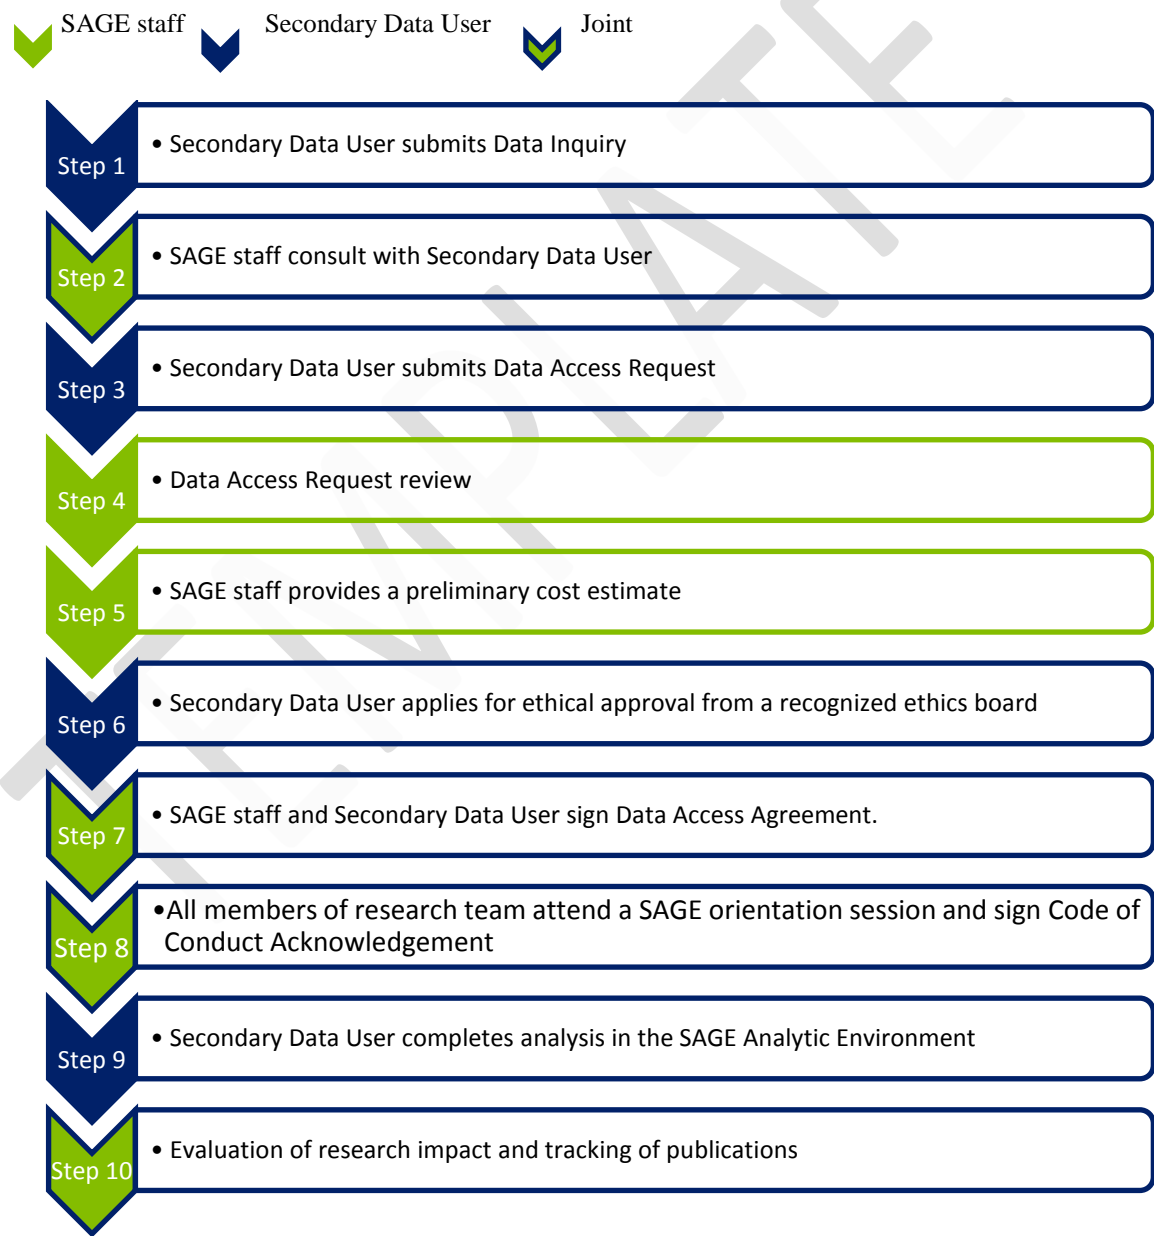 SAGE staff Secondary Data User Joint
Step 1
• Secondary Data User submits Data Inquiry
Step 2
• SAGE staff consult with Secondary Data User
Step 3
• Secondary Data User submits Data Access Request
Step 4
• Data Access Request review
Step 5
• SAGE staff provides a preliminary cost estimate
Step 6
• Secondary Data User applies for ethical approval from a recognized ethics board
Step 7
• SAGE staff and Secondary Data User sign Data Access Agreement.
Step 8
•All members of research team attend a SAGE orientation session and sign Code of
Conduct Acknowledgement
Step 9
• Secondary Data User completes analysis in the SAGE Analytic Environment
Step 10
• Evaluation of research impact and tracking of publications
TEMPLATE